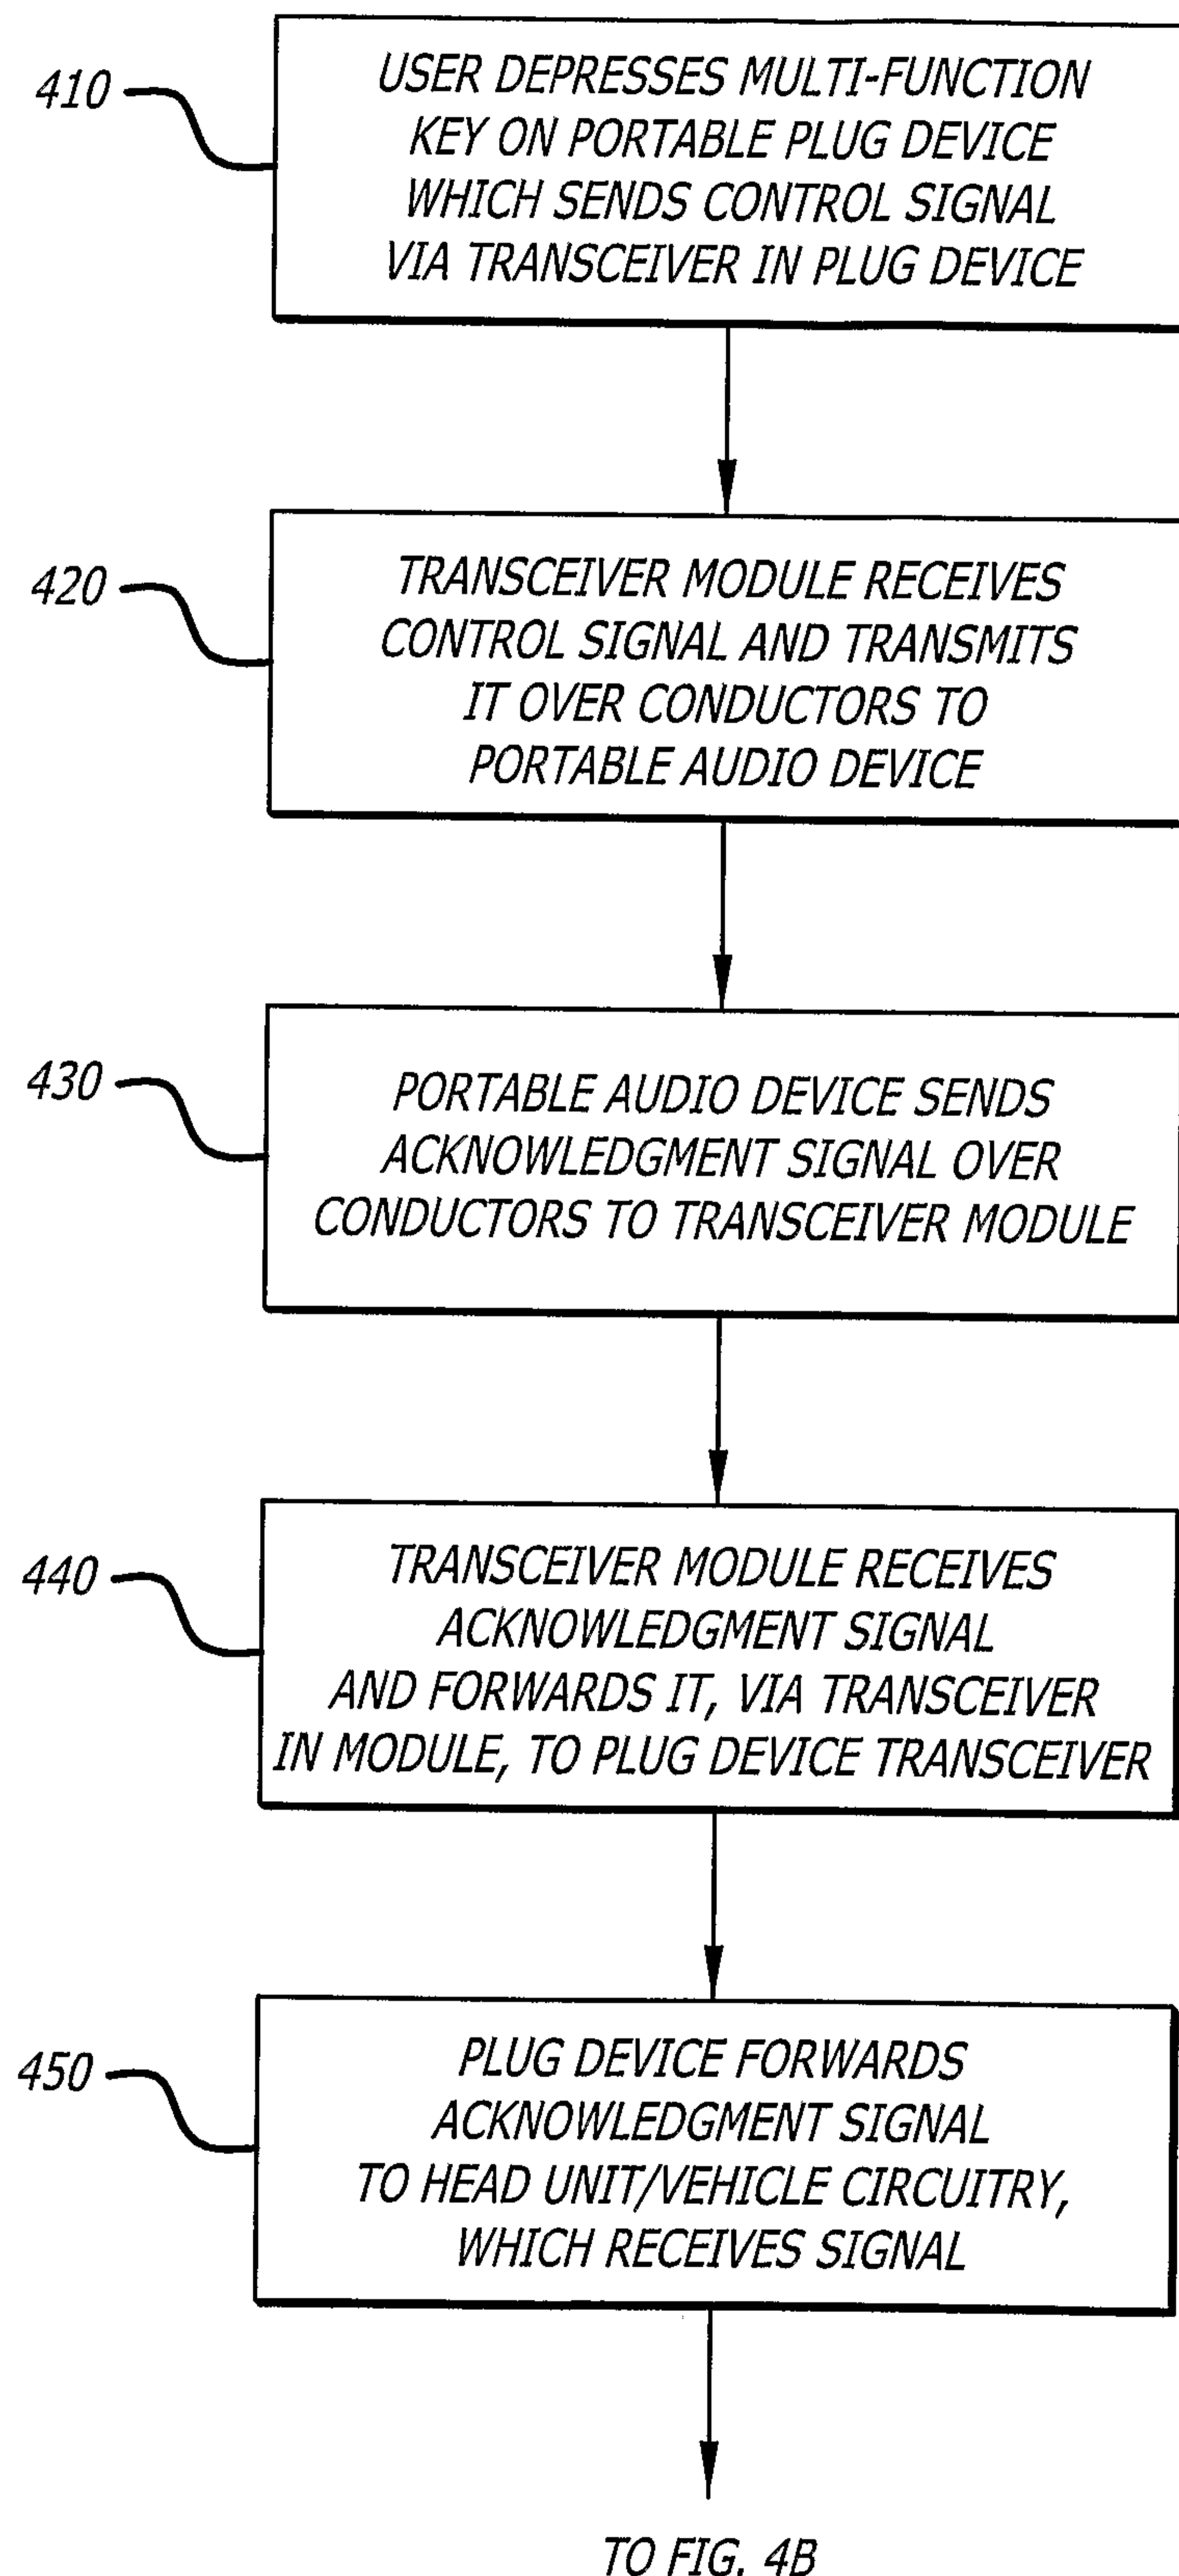 410
USER DEPRESSES MULTI-FUNCTION
KEY ON PORTABLE PLUG DEVICE
WHICH SENDS CONTROL SIGNAL
VIA TRANSCEIVER IN PLUG DEVICE
420
TRANSCEIVER MODULE RECEIVES
CONTROL SIGNAL AND TRANSMITS
IT OVER CONDUCTORS TO
PORTABLE AUDIO DEVICE
430
PORTABLE AUDIO DEVICE SENDS
ACKNOWLEDGMENT SIGNAL OVER
CONDUCTORS TO TRANSCEIVER MODULE
440
TRANSCEIVER MODULE RECEIVES
ACKNOWLEDGMENT SIGNAL
AND FORWARDS IT, VIA TRANSCEIVER
IN MODULE, TO PLUG DEVICE TRANSCEIVER
450
PLUG DEVICE FORWARDS
ACKNOWLEDGMENT SIGNAL
TO HEAD UNIT/VEHICLE CIRCUITRY,
WHICH RECEIVES SIGNAL
TO FIG. 4B